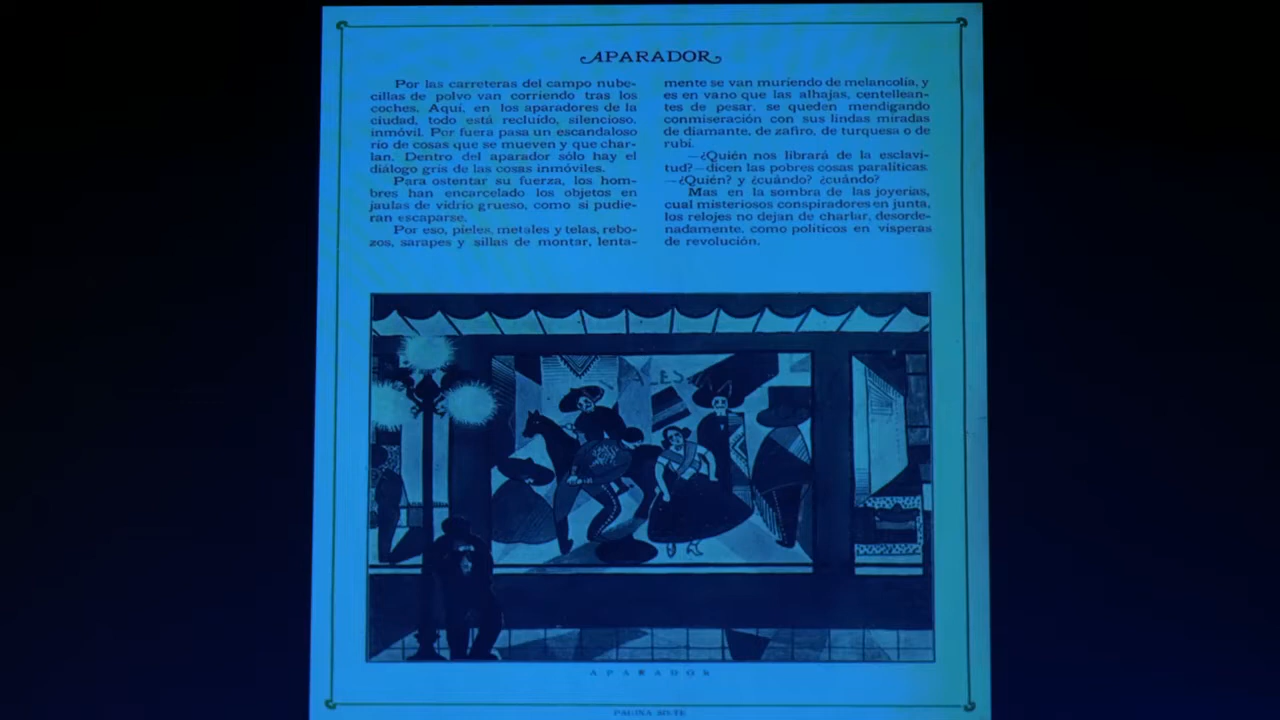 APARADOR
Por las carreteras del campo nube-
cillas de polvo van corriendo tras los
coches. Aquí, en los aparadores de la
ciudad, todo está recluido, silencioso,
inmóvil. Por fuera pasa un escandaloso
río de cosas que se mueven y que char-
lan. Dentro del aparador sólo hay el
diálogo gris de las cosas inmóviles.
Para ostentar su fuerza, los hom-
bres han encarcelado los objetos en
jaulas de vidrio grueso, como si pudie-
ran escaparse.
Por eso, pieles, metales y telas, rebo-
zos, sarapes y sillas de montar, lenta-
mente se van muriendo de melancolía, y
es en vano que las alhajas, centellean-
tes de pesar, se queden mendigando
conmiseración con sus lindas miradas
de diamante, de zafiro, de turquesa o de
rubí.
—¿Quién nos librará de la esclavi-
tud?—dicen las pobres cosas paralíticas.
—¿Quién? y ¿cuándo? ¿cuándo?
Mas en la sombra de las joyerías,
cual misteriosos conspiradores en junta,
los relojes no dejan de charlar, desorde-
nadamente, como políticos en vísperas
de revolución.
LES
APARADOR
PAGINA SIETE